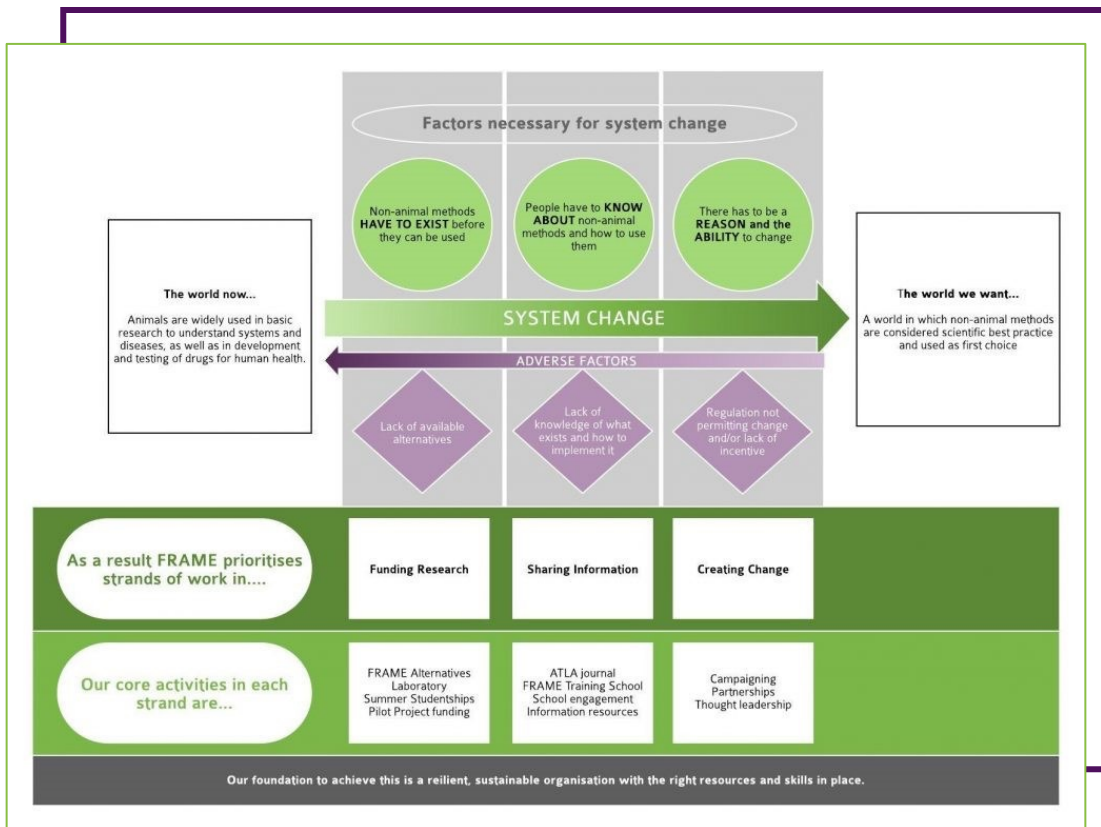 Factors necessary for system change
Non-animal methods
HAVE TO EXIST before
they can be used
People have to KNOW
ABOUT non-animal
methods and how to use
them
There has to be a
REASON and the
ABILITY to change
The world now...
Animals are widely used in basic
research to understand systems and
diseases, as well as in development
and testing of drugs for human health.
SYSTEM CHANGE
ADVERSE FACTORS
The world we want...
A world in which non-animal methods
are considered scientific best practice
and used as first choice
Lack of available
alternatives
Lack of
knowledge of what
exists and how to
implement it
Regulation not
permitting change
and/or lack of
incentive
As a result FRAME prioritises
strands of work in....
Funding Research
Sharing Information
Creating Change
Our core activities in each
strand are...
FRAME Alternatives
Laboratory
Summer Studentships
Pilot Project funding
ATLA journal
FRAME Training School
School engagement
Information resources
Campaigning
Partnerships
Thought leadership
Our foundation to achieve this is a reilient, sustainable organisation with the right resources and skills in place.